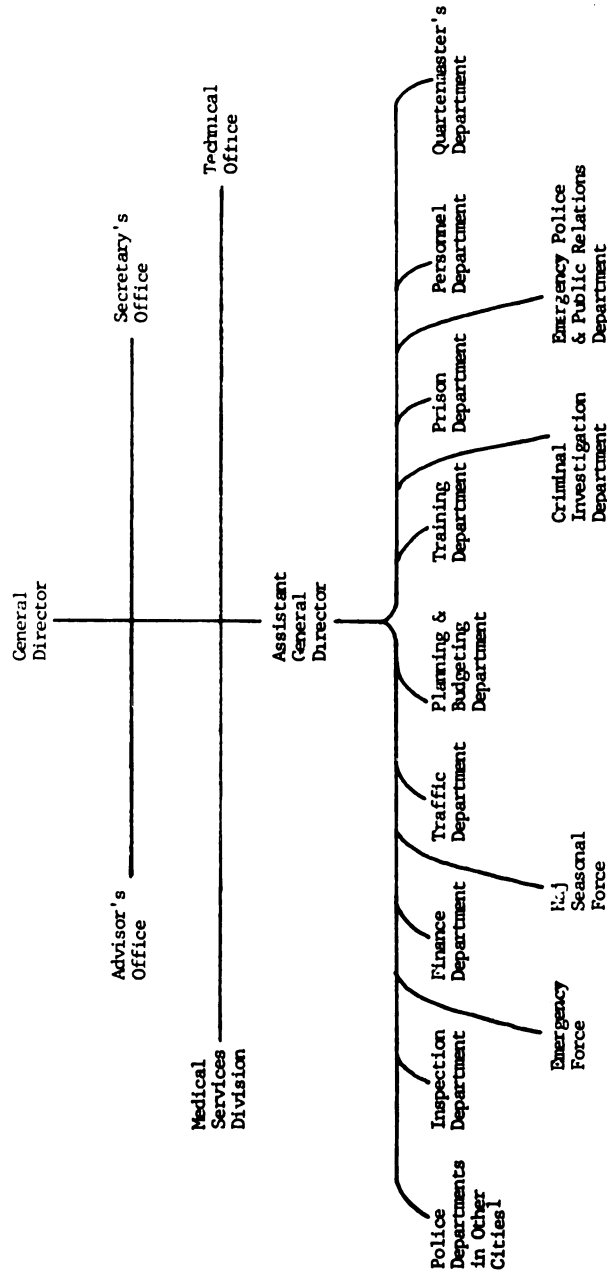 General
Director
Advisor's
Office
Secretary's
Office
Medical
Services
Division
Technical
Office
Assistant
General
Director
Police
Departments
in Other
Cities¹
Inspection
Department
Finance
Department
Traffic
Department
Planning &
Budgeting
Department
Training
Department
Prison
Department
Personnel
Department
Quartermaster's
Department
Emergency
Force
Haj
Seasonal
Force
Criminal
Investigation
Department
Emergency Police
& Public Relations
Department